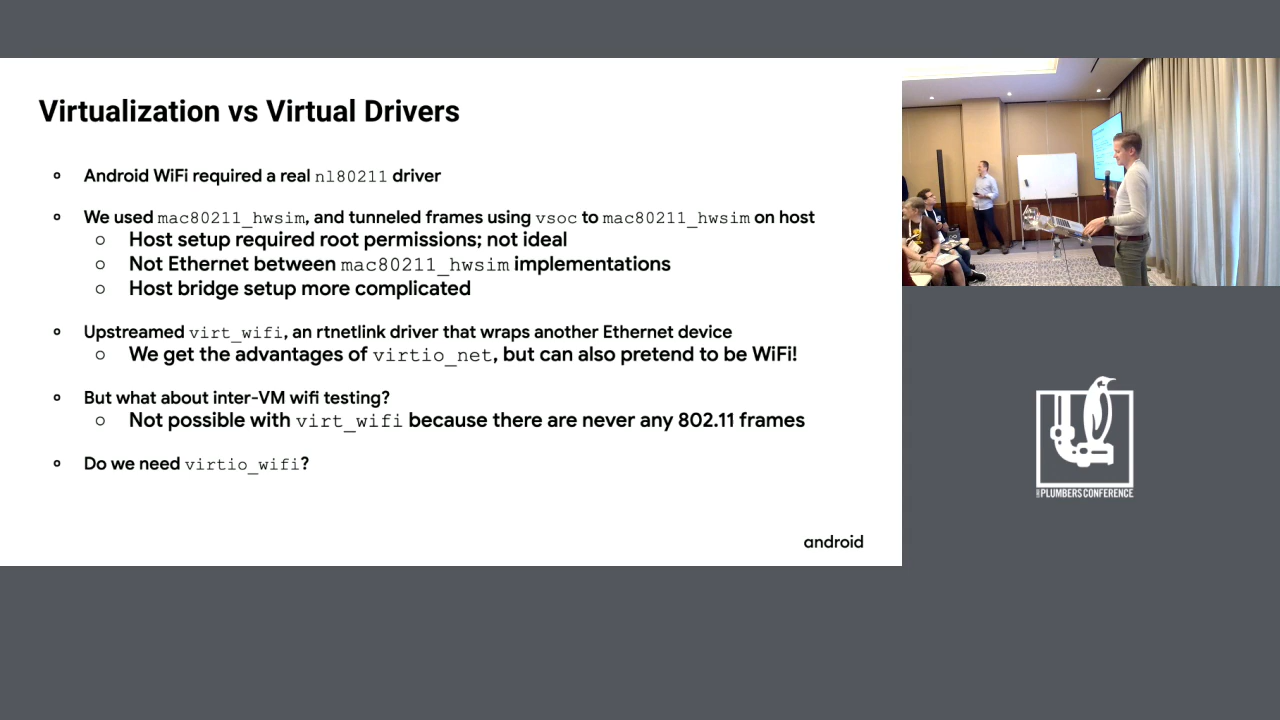 Virtualization vs Virtual Drivers
Android WiFi required a real nl80211 driver
We used mac80211_hwsim, and tunneled frames using vsoc to mac80211_hwsim on host
Host setup required root permissions; not ideal
Not Ethernet between mac80211_hwsim implementations
Host bridge setup more complicated
Upstreamed virt_wifi, an rtnetlink driver that wraps another Ethernet device
We get the advantages of virtio_net, but can also pretend to be WiFi!
But what about inter-VM wifi testing?
Not possible with virt_wifi because there are never any 802.11 frames
Do we need virtio_wifi?
android
PLUMBERS CONFERENCE